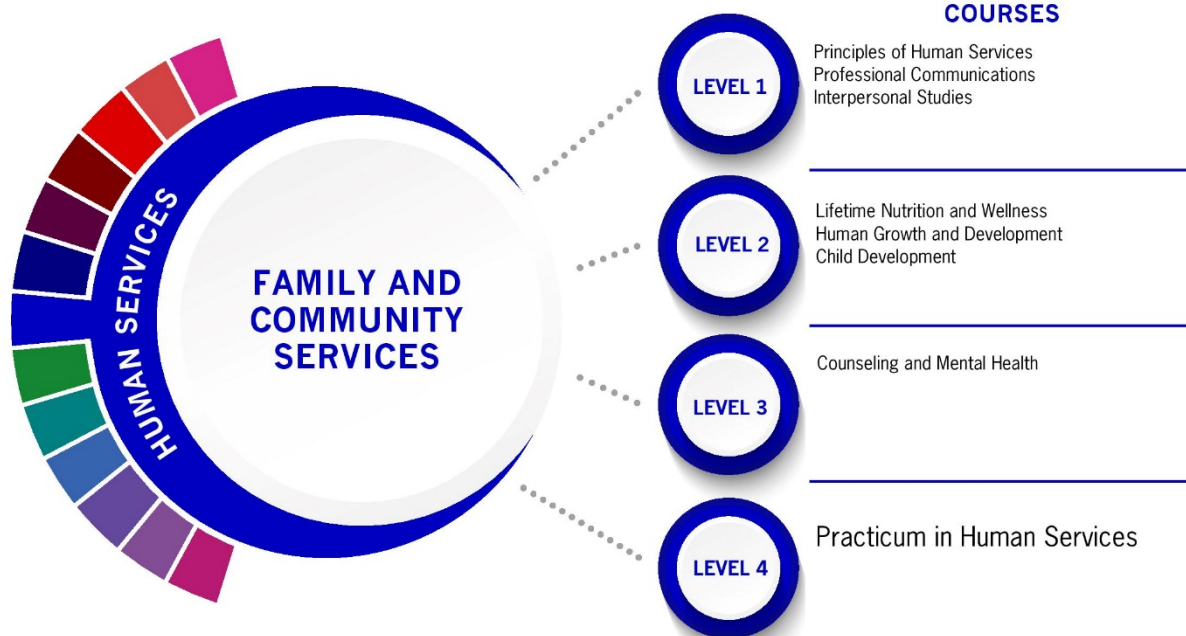 HUMAN SERVICES
FAMILY AND
COMMUNITY
SERVICES
COURSES
LEVEL 1
Principles of Human Services
Professional Communications
Interpersonal Studies
LEVEL 2
Lifetime Nutrition and Wellness
Human Growth and Development
Child Development
LEVEL 3
Counseling and Mental Health
LEVEL 4
Practicum in Human Services